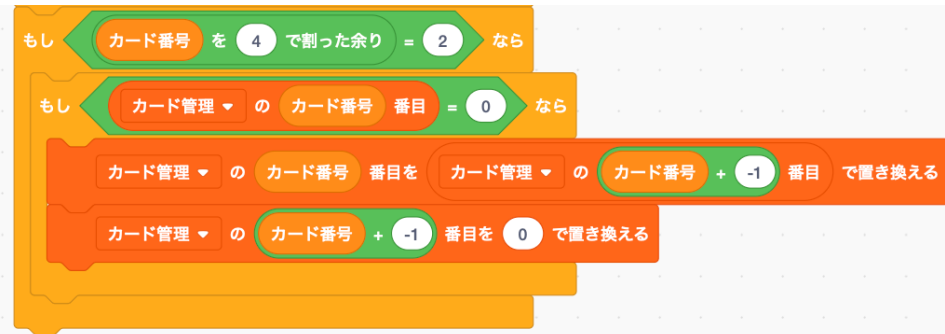 もし カード番号 を 4 で割った余り = 2 なら
もし カード管理 の カード番号 番目 = 0 なら
カード管理 の カード番号 番目を カード管理 の カード番号 + -1 番目 で置き換える
カード管理 の カード番号 + -1 番目を 0 で置き換える